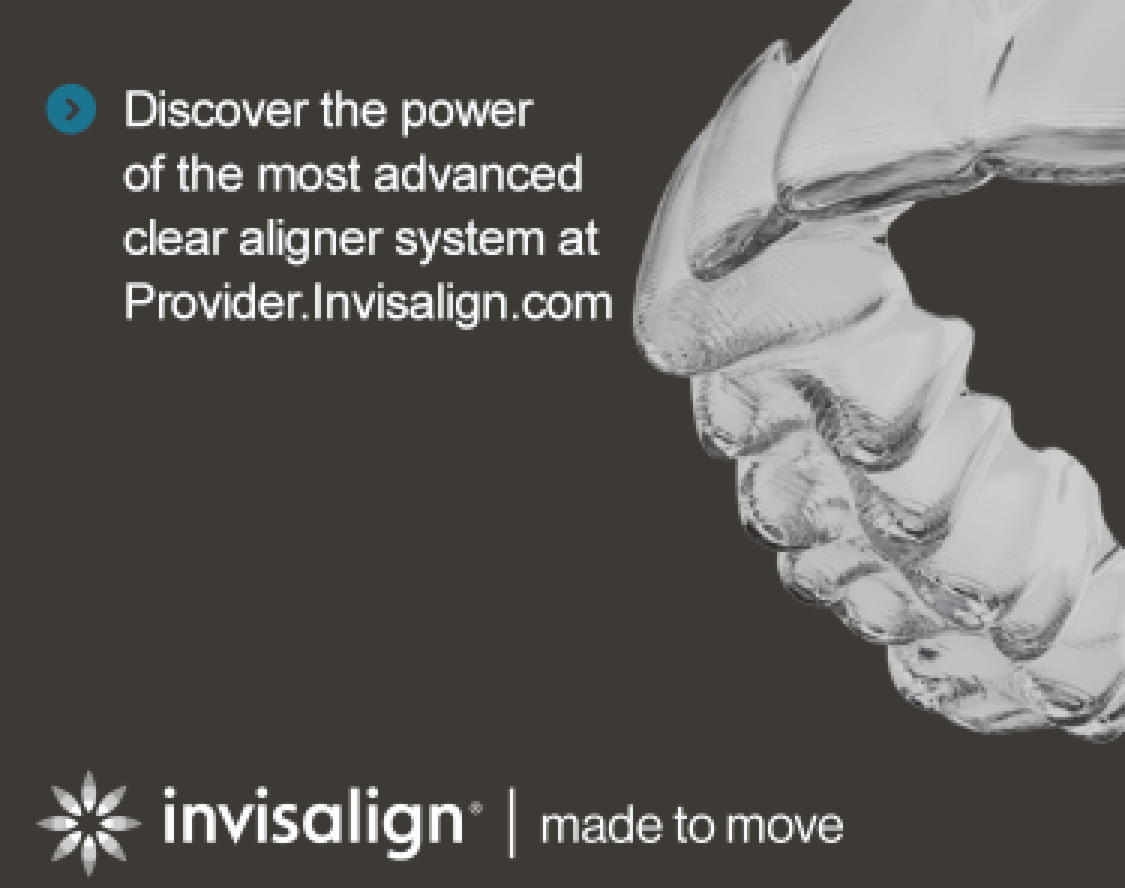 Discover the power
of the most advanced
clear aligner system at
Provider.Invisalign.com
invisalign® | made to move